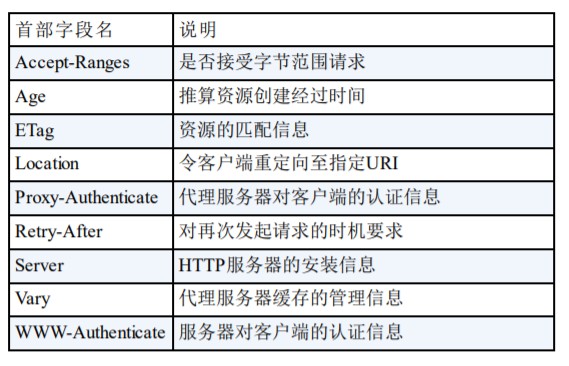 首部字段名 说明
Accept-Ranges 是否接受字节范围请求
Age 推算资源创建经过时间
ETag 资源的匹配信息
Location 令客户端重定向至指定URI
Proxy-Authenticate 代理服务器对客户端的认证信息
Retry-After 对再次发起请求的时机要求
Server HTTP服务器的安装信息
Vary 代理服务器缓存的管理信息
WWW-Authenticate 服务器对客户端的认证信息